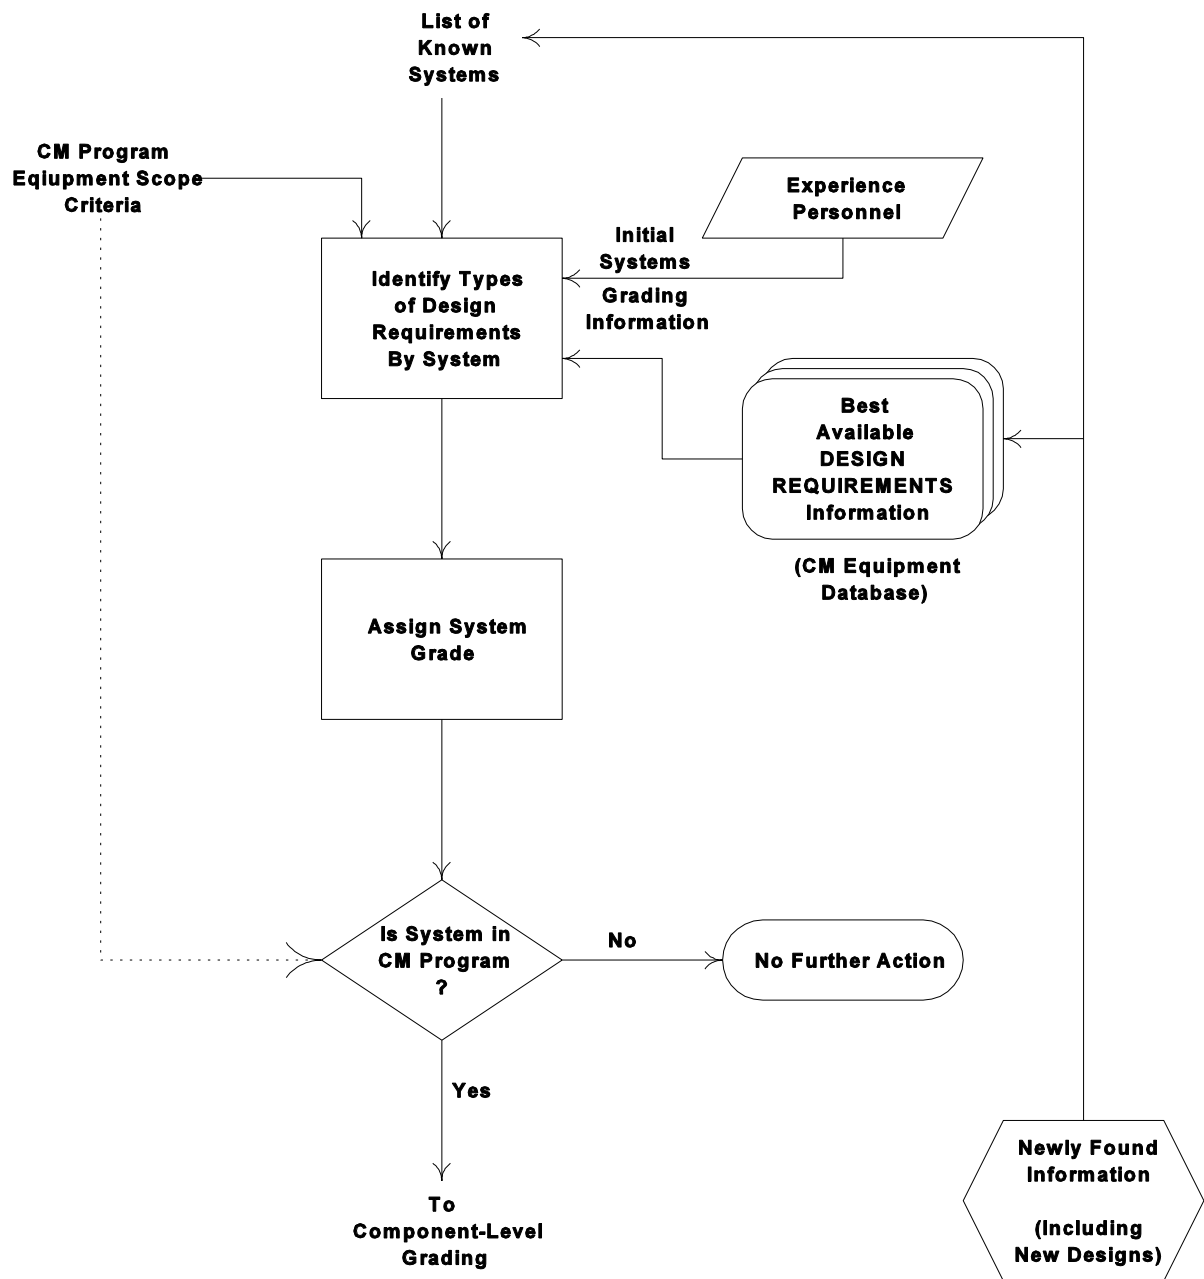 List of
Known
Systems
CM Program
Eqiupment Scope
Criteria
Experience
Personnel
Initial
Systems
Grading
Information
Identify Types
of Design
Requirements
By System
Best
Available
DESIGN
REQUIREMENTS
Information
(CM Equipment
Database)
Assign System
Grade
Is System in
CM Program
?
No
No Further Action
Yes
To
Component-Level
Grading
Newly Found
Information
(Including
New Designs)